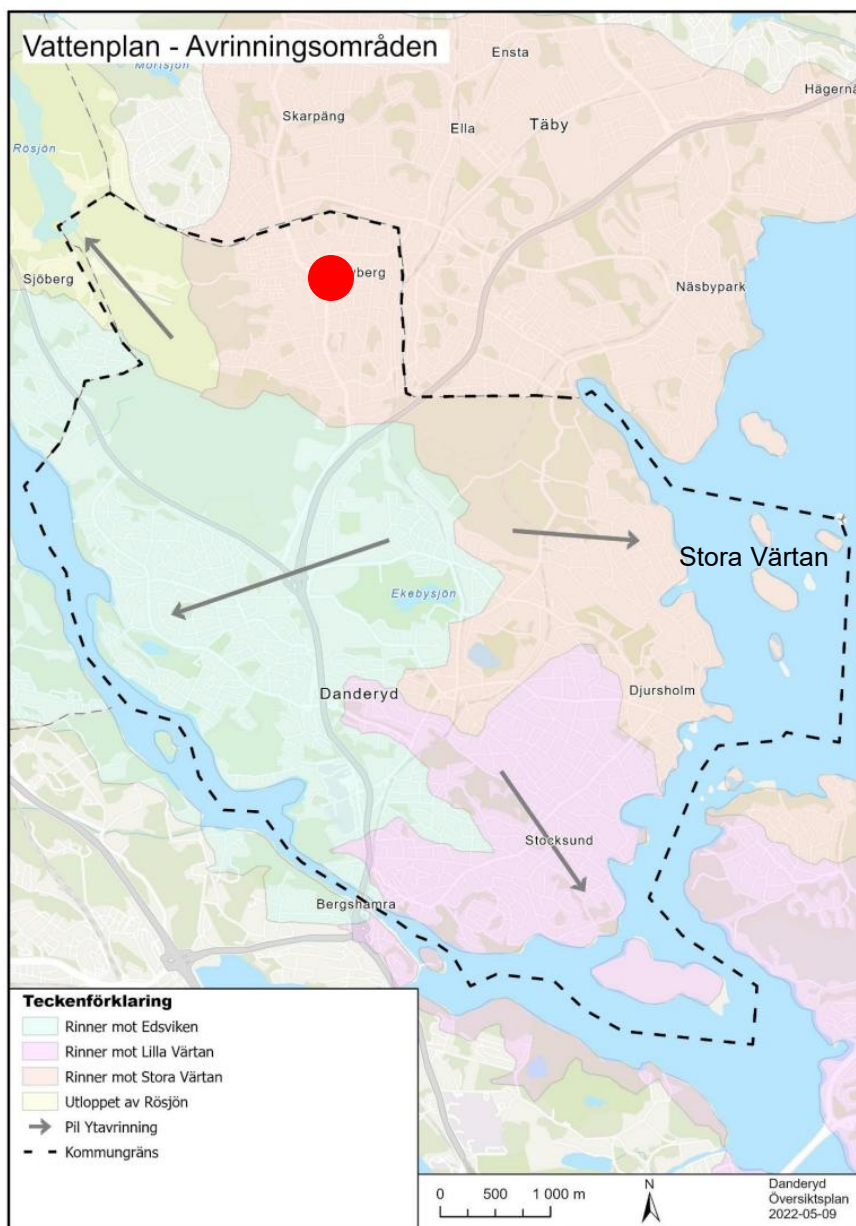 Vattenplan - Avrinningsområden
Mörtsjön
Ensta
Hägernä
Skarpäng
Ella
Täby
Rösjön
Sjöberg
yberg
Näsbypark
Stora Värtan
Ekebysjön
Danderyd
Djursholm
Stocksund
Bergshamra
Teckenförklaring
Rinner mot Edsviken
Rinner mot Lilla Värtan
Rinner mot Stora Värtan
Utloppet av Rösjön
Pil Ytavrinning
Kommungräns
0 500 1 000 m
N
Danderyd
Översiktsplan
2022-05-09